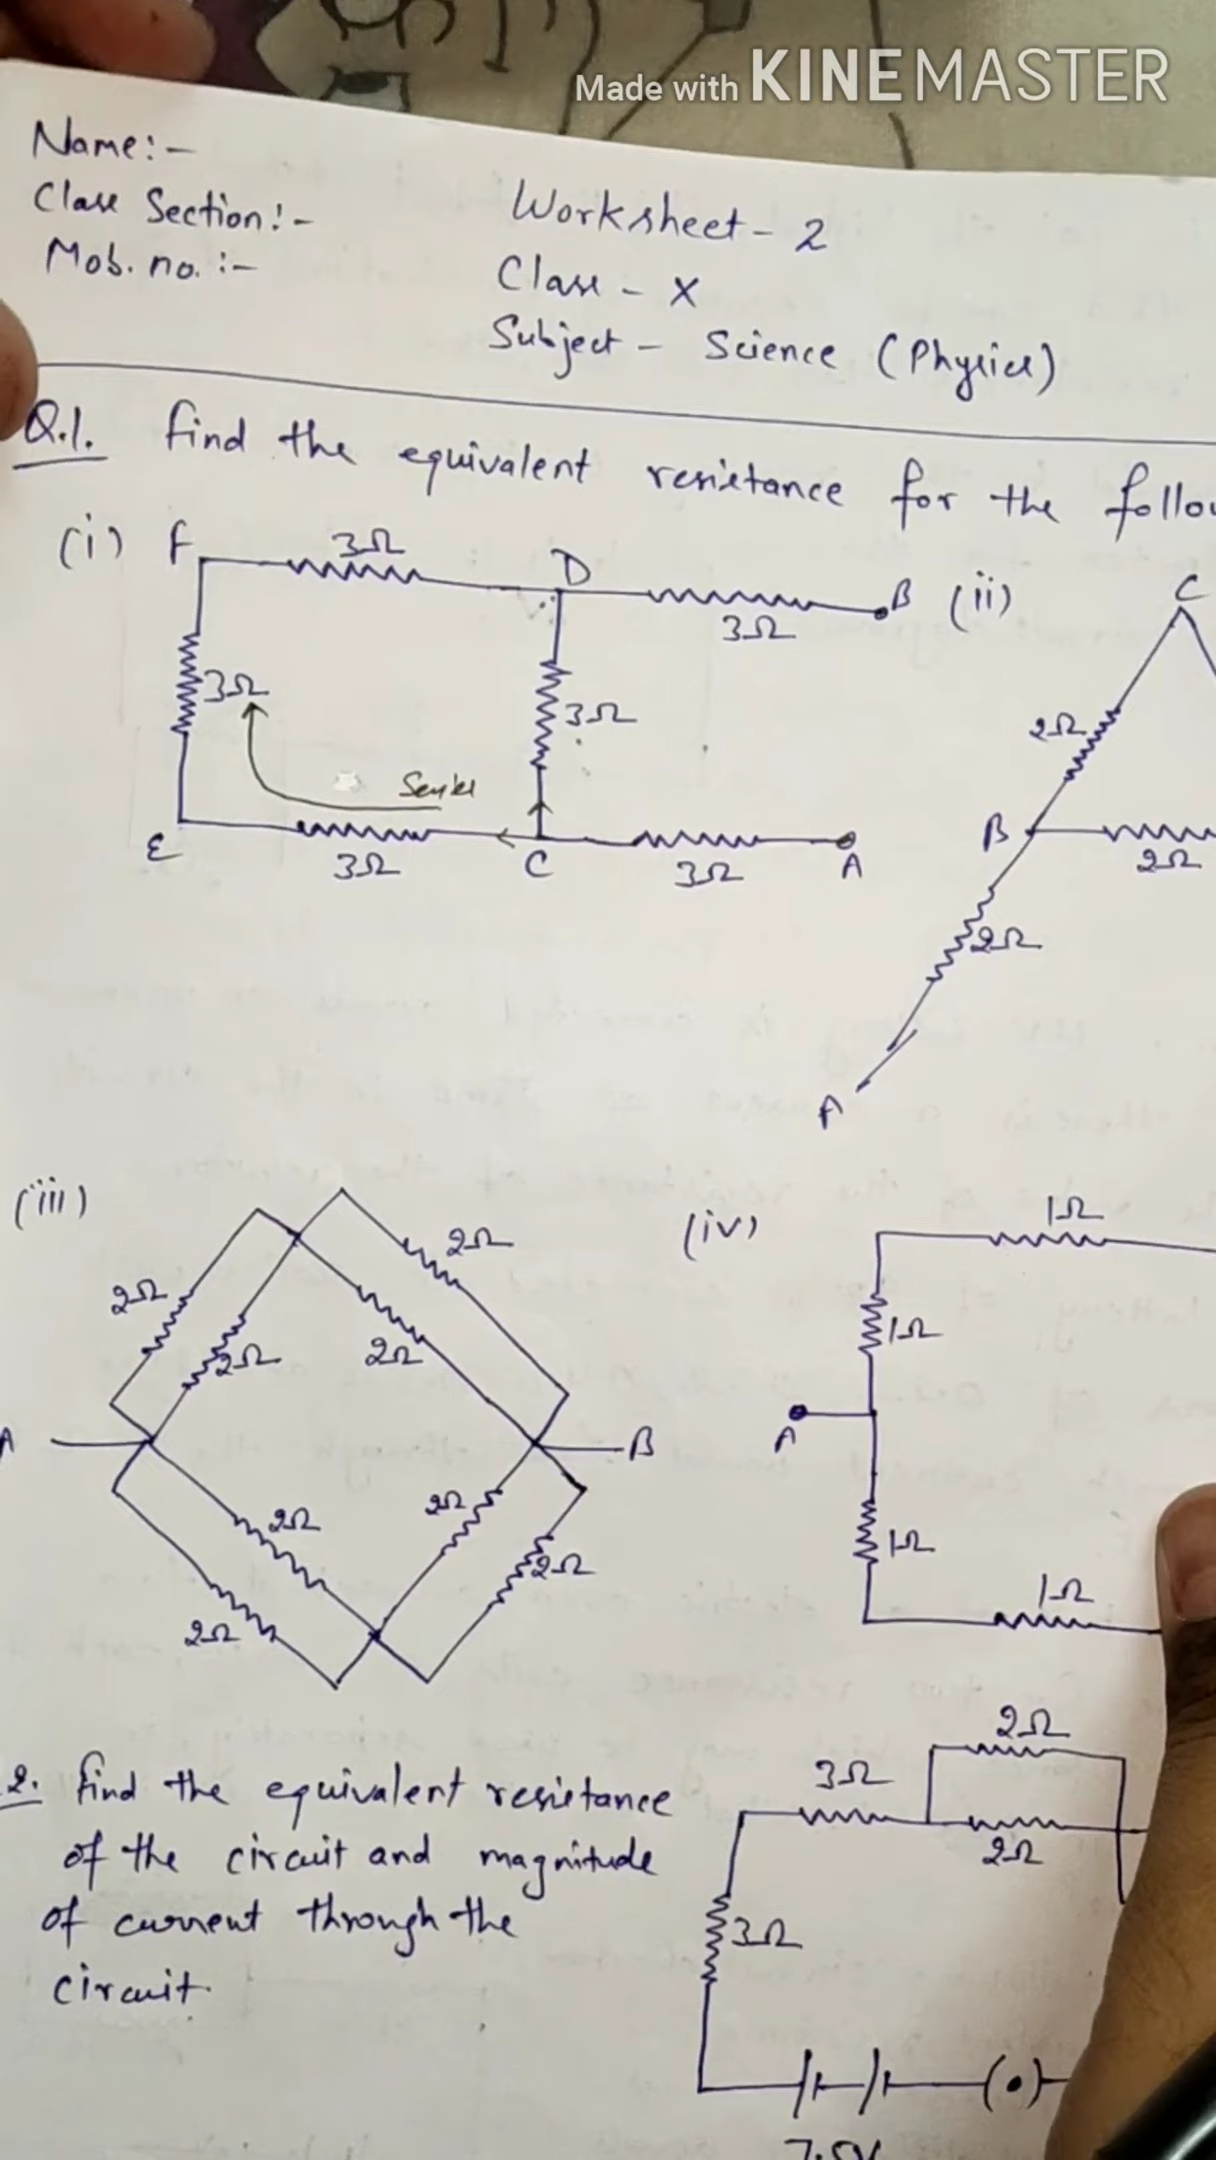 Made with KINEMASTER
Name:-
Class Section:-
Mob. no. :-
Worksheet - 2
Class - X
Subject - Science (Physics)
Q.1. find the equivalent resistance for the follow
(i) F 3Ω D 3Ω B
3Ω 3Ω
Series
E 3Ω C 3Ω A
(ii) C
2Ω
B 2Ω
2Ω
A
(iii)
2Ω 2Ω
2Ω 2Ω
A B
2Ω 2Ω
2Ω 2Ω
(iv) 1Ω
1Ω
A
1Ω
1Ω
2. find the equivalent resistance
of the circuit and magnitude
of current through the
circuit.
2Ω
3Ω
2Ω
3Ω
7.5V